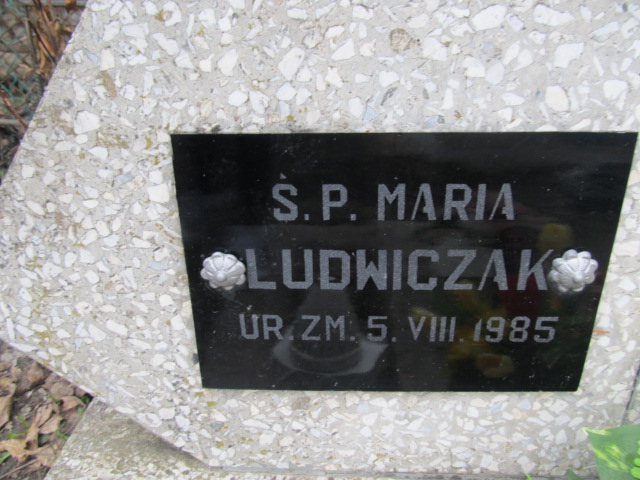 S.P. MARIA
LUDWICZAK
UR. ZM. 5. VIII. 1985